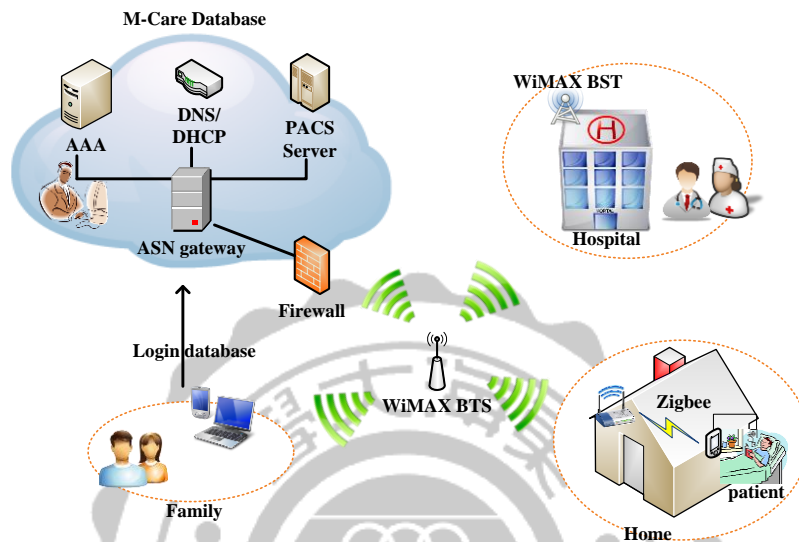 M-Care Database
AAA
DNS/
DHCP
PACS
Server
ASN gateway
Firewall
Login database
Family
WiMAX BTS
WiMAX BST
H
Hospital
Zigbee
patient
Home